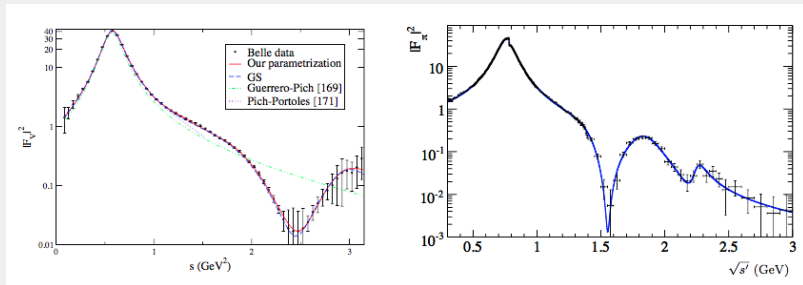 40
30
20
10
1
0.1
0.01
0
1
2
3
|F_V|²
s (GeV²)
Belle data
Our parametrization
GS
Guerrero-Pich [169]
Pich-Portoles [171]
|F_π|²
10
1
10⁻¹
10⁻²
10⁻³
0.5
1
1.5
2
2.5
3
√s′ (GeV)